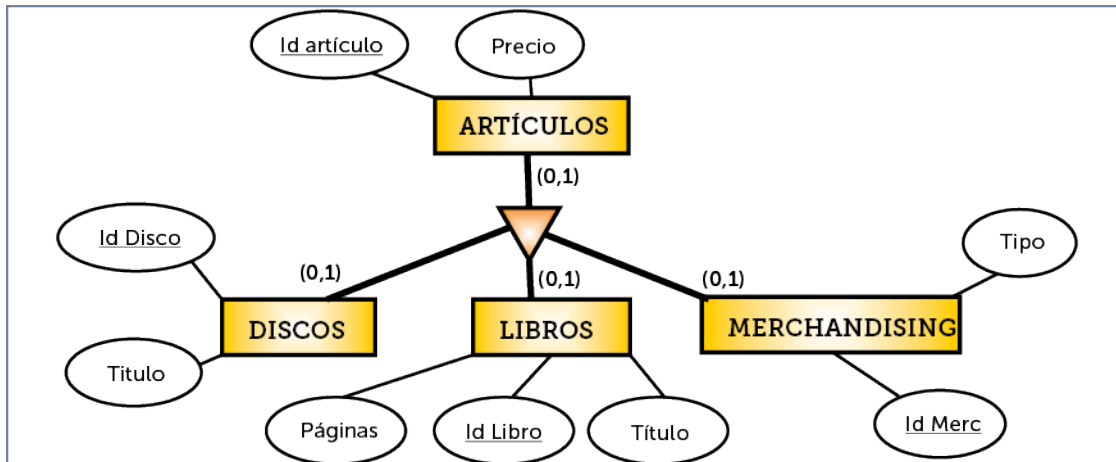 Id artículo
Precio
ARTÍCULOS
(0,1)
Id Disco
Tipo
(0,1)
(0,1)
(0,1)
DISCOS
LIBROS
MERCHANDISING
Titulo
Páginas
Id Libro
Título
Id Merc